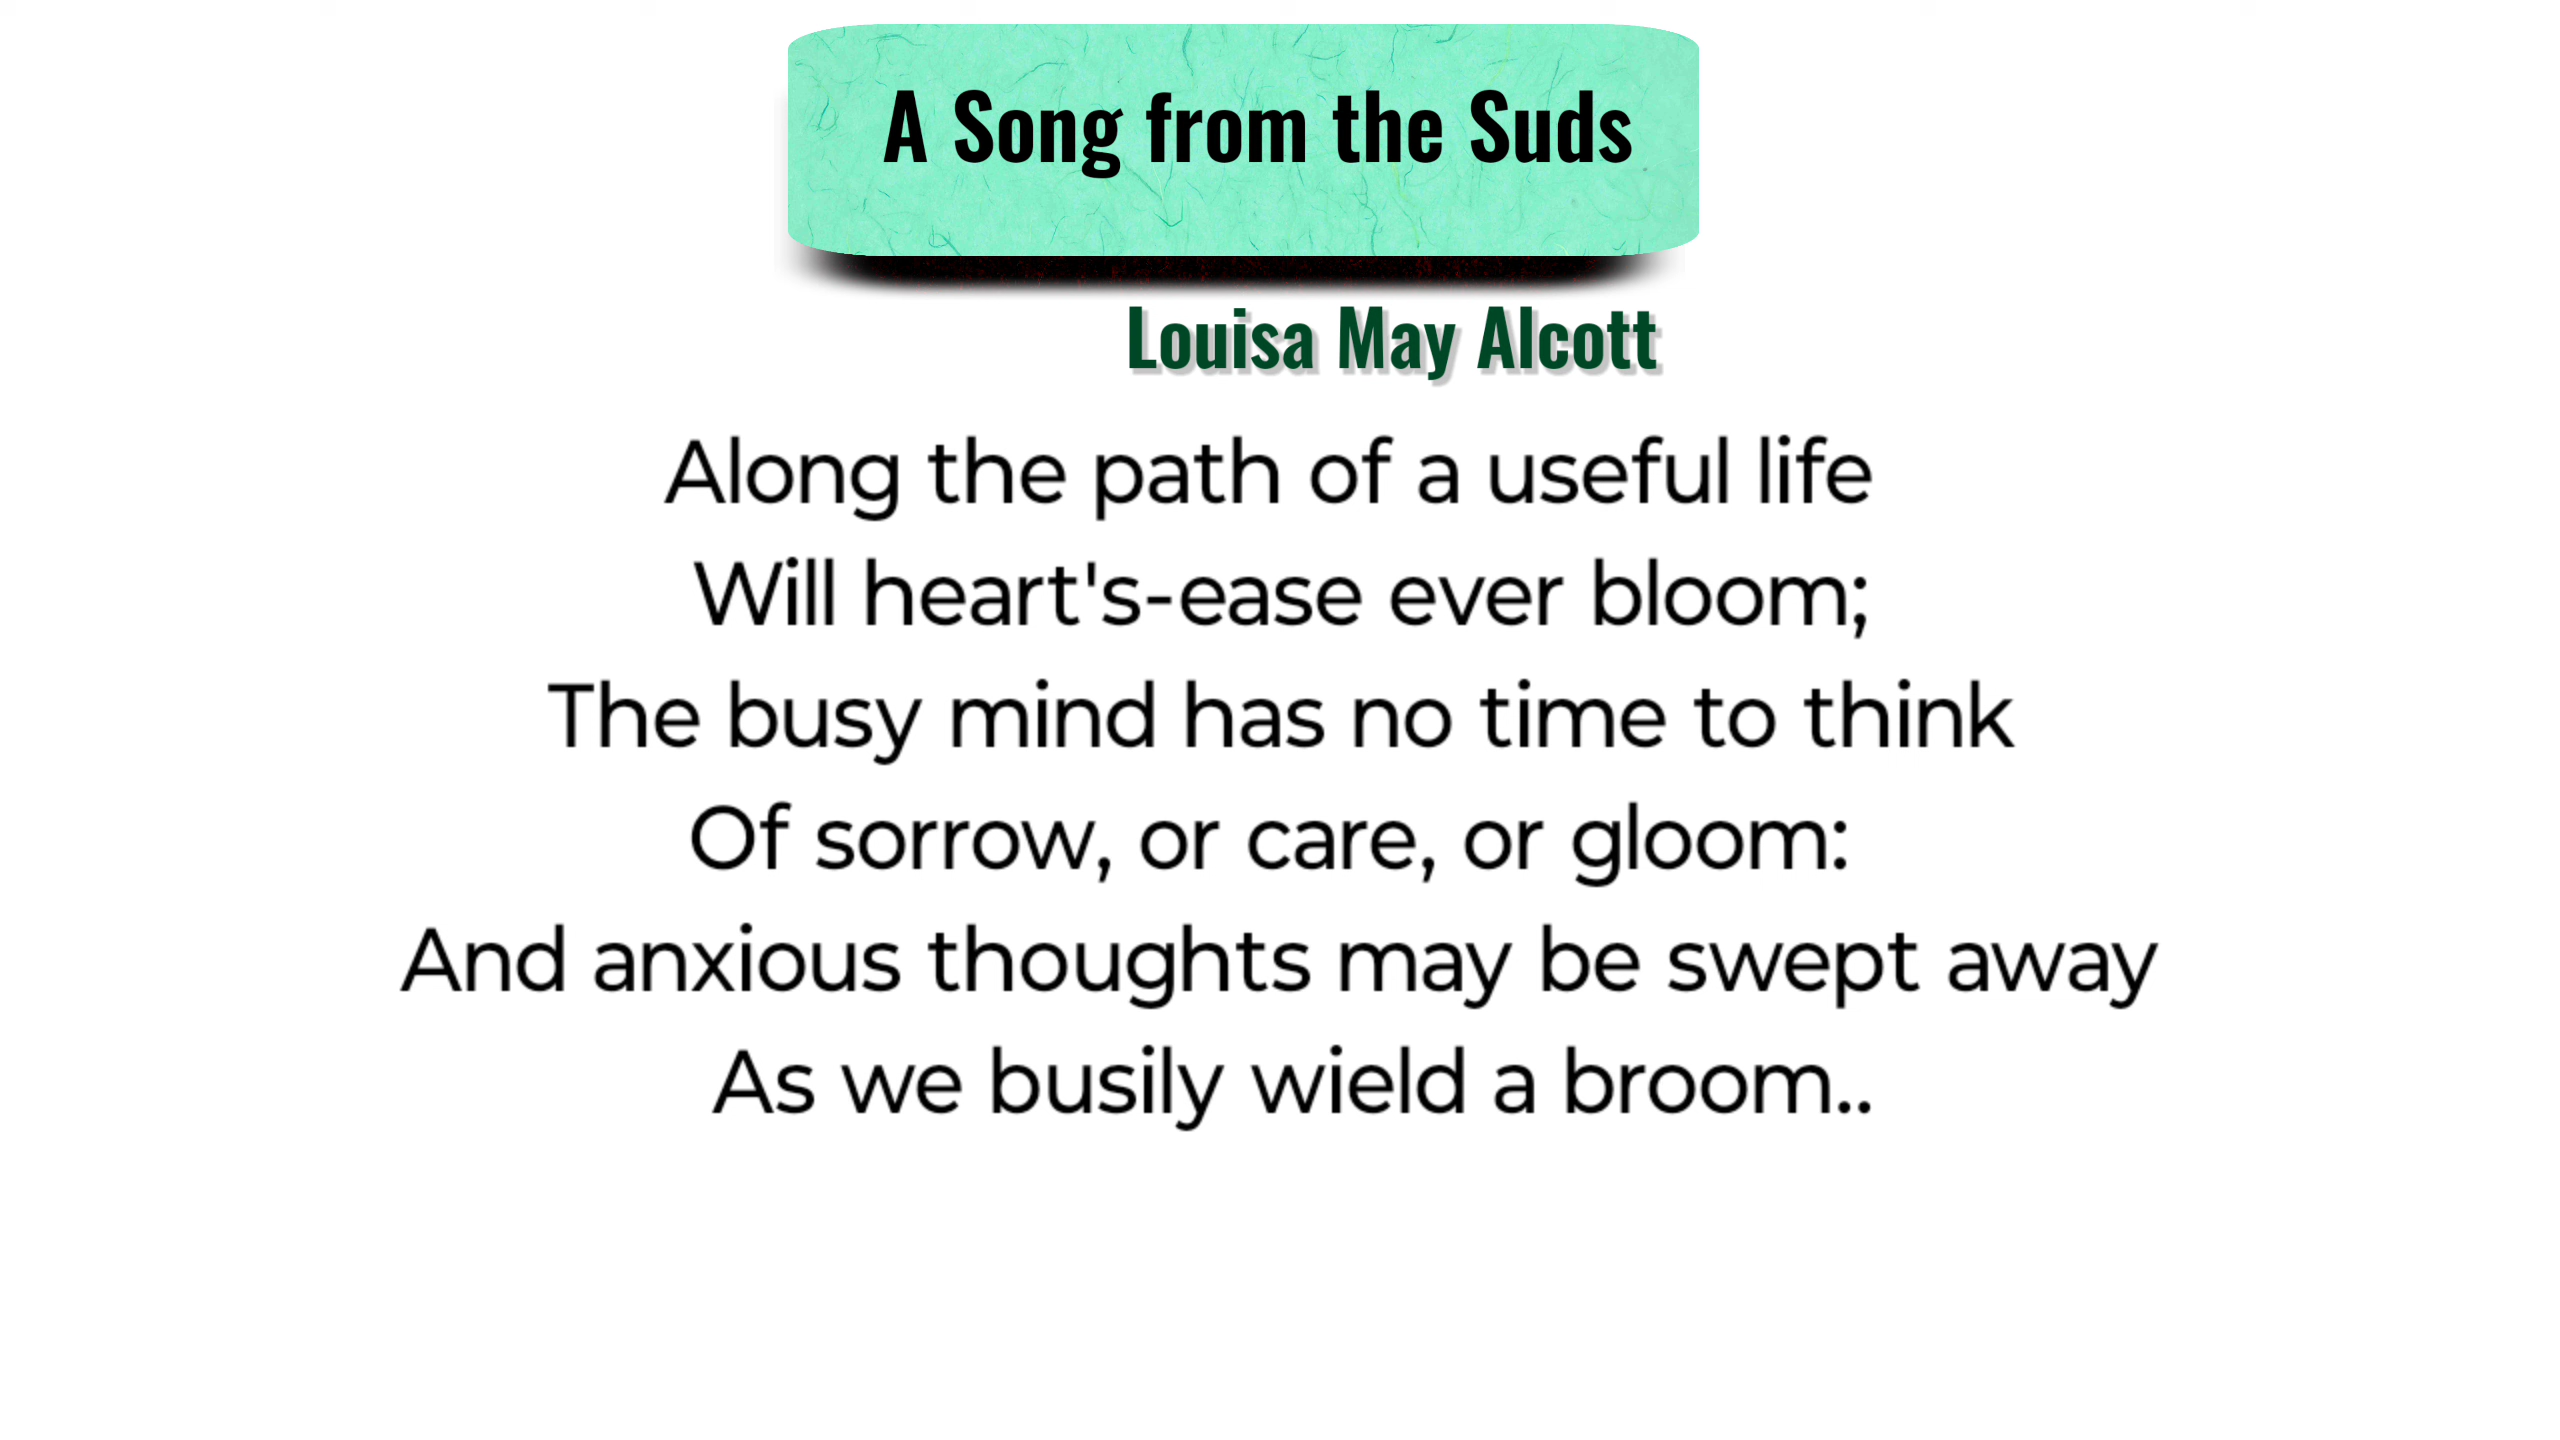 A Song from the Suds
Louisa May Alcott
Along the path of a useful life
Will heart's-ease ever bloom;
The busy mind has no time to think
Of sorrow, or care, or gloom:
And anxious thoughts may be swept away
As we busily wield a broom..